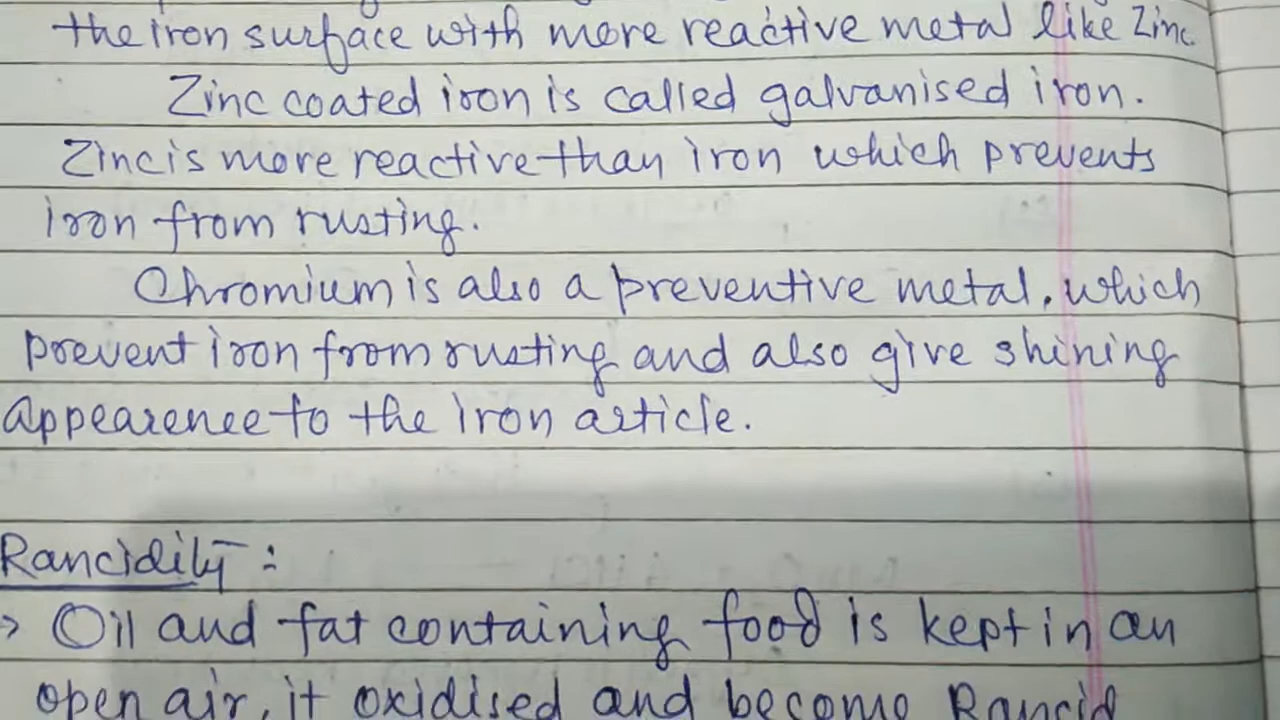 the iron surface with more reactive metal like Zinc.
Zinc coated iron is called galvanised iron.
Zinc is more reactive than iron which prevents
iron from rusting.
Chromium is also a preventive metal. which
prevent iron from rusting and also give shining
appearence to the iron article.
Rancidity :
> Oil and fat containing food is kept in an
open air, it oxidised and become Rancid